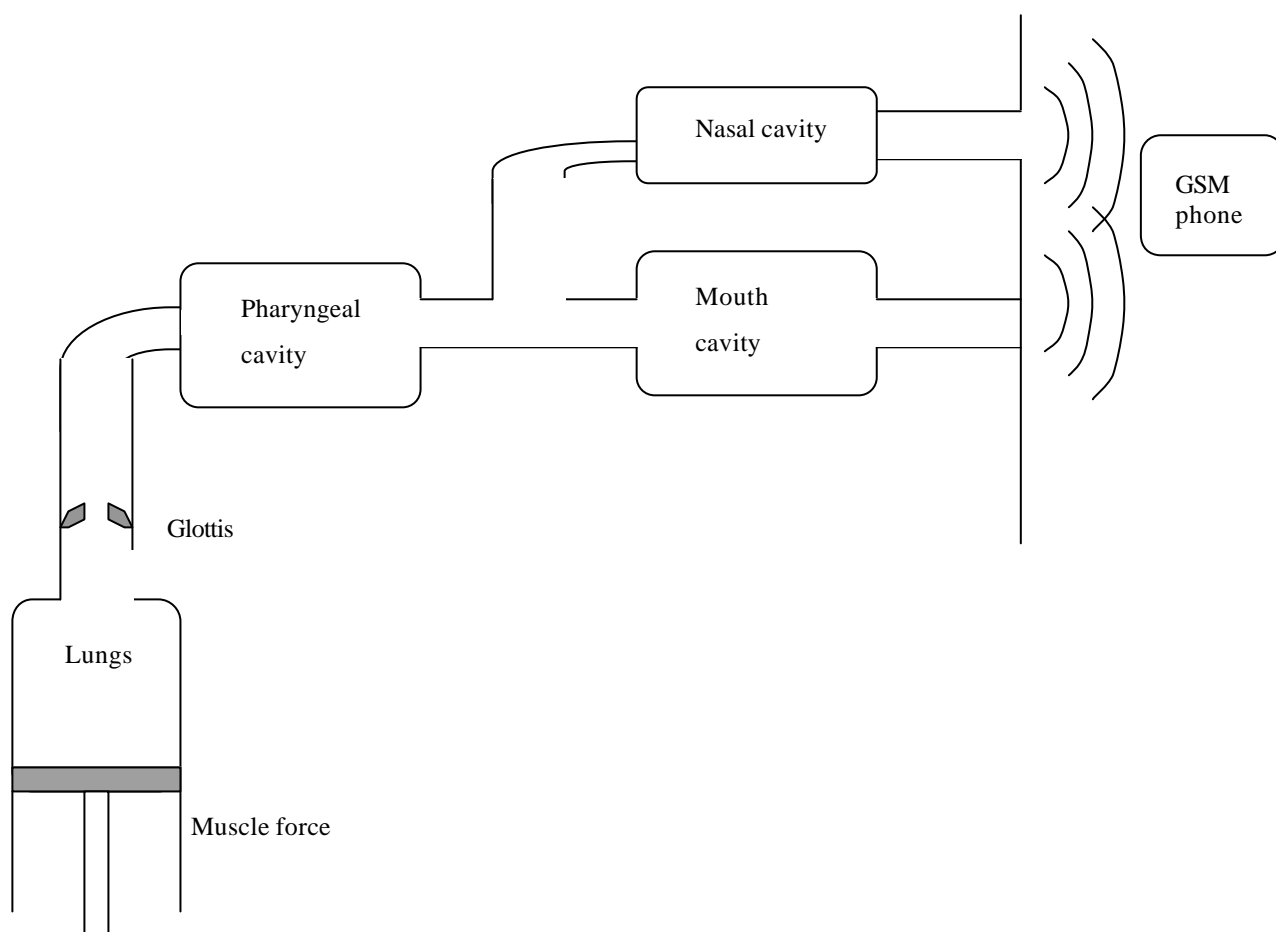 Nasal cavity
GSM
phone
Pharyngeal
cavity
Mouth
cavity
Glottis
Lungs
Muscle force